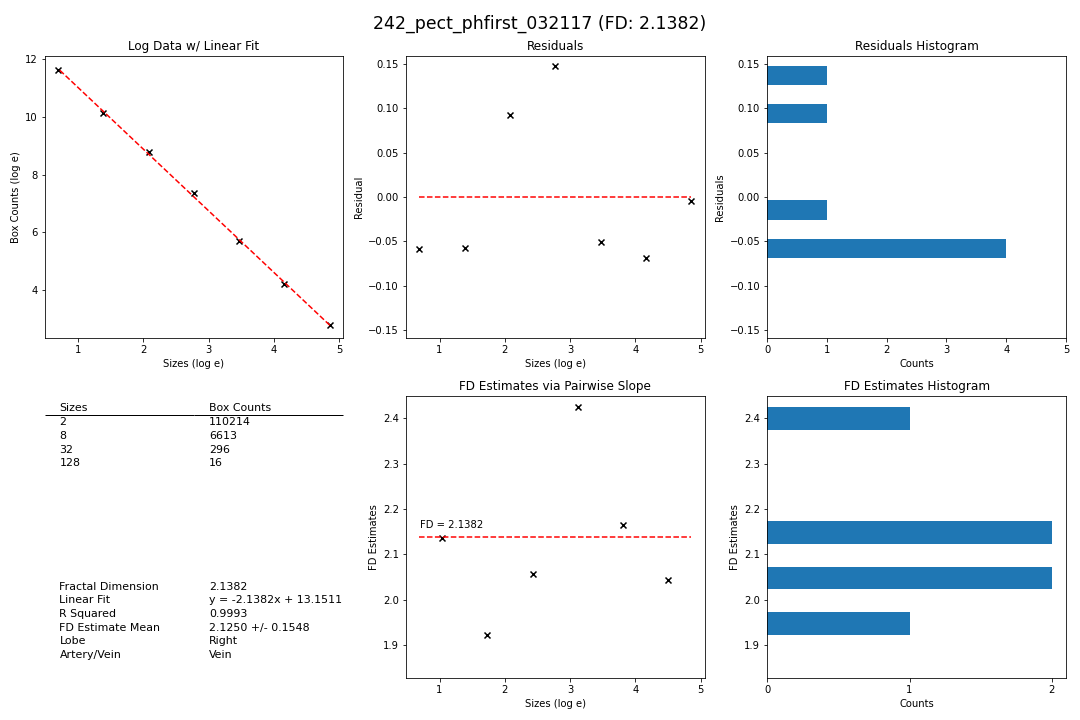 242_pect_phfirst_032117 (FD: 2.1382)
Log Data w/ Linear Fit
12
10
8
6
4
Box Counts (log e)
1 2 3 4 5
Sizes (log e)
Residuals
0.15
0.10
0.05
0.00
−0.05
−0.10
−0.15
Residual
1 2 3 4 5
Sizes (log e)
Residuals Histogram
0.15
0.10
0.05
0.00
−0.05
−0.10
−0.15
Residuals
0 1 2 3 4 5
Counts
Sizes Box Counts
2 110214
8 6613
32 296
128 16
Fractal Dimension 2.1382
Linear Fit y = -2.1382x + 13.1511
R Squared 0.9993
FD Estimate Mean 2.1250 +/- 0.1548
Lobe Right
Artery/Vein Vein
FD Estimates via Pairwise Slope
2.4
2.3
2.2
2.1
2.0
1.9
FD Estimates
FD = 2.1382
1 2 3 4 5
Sizes (log e)
FD Estimates Histogram
2.4
2.3
2.2
2.1
2.0
1.9
FD Estimates
0 1 2
Counts